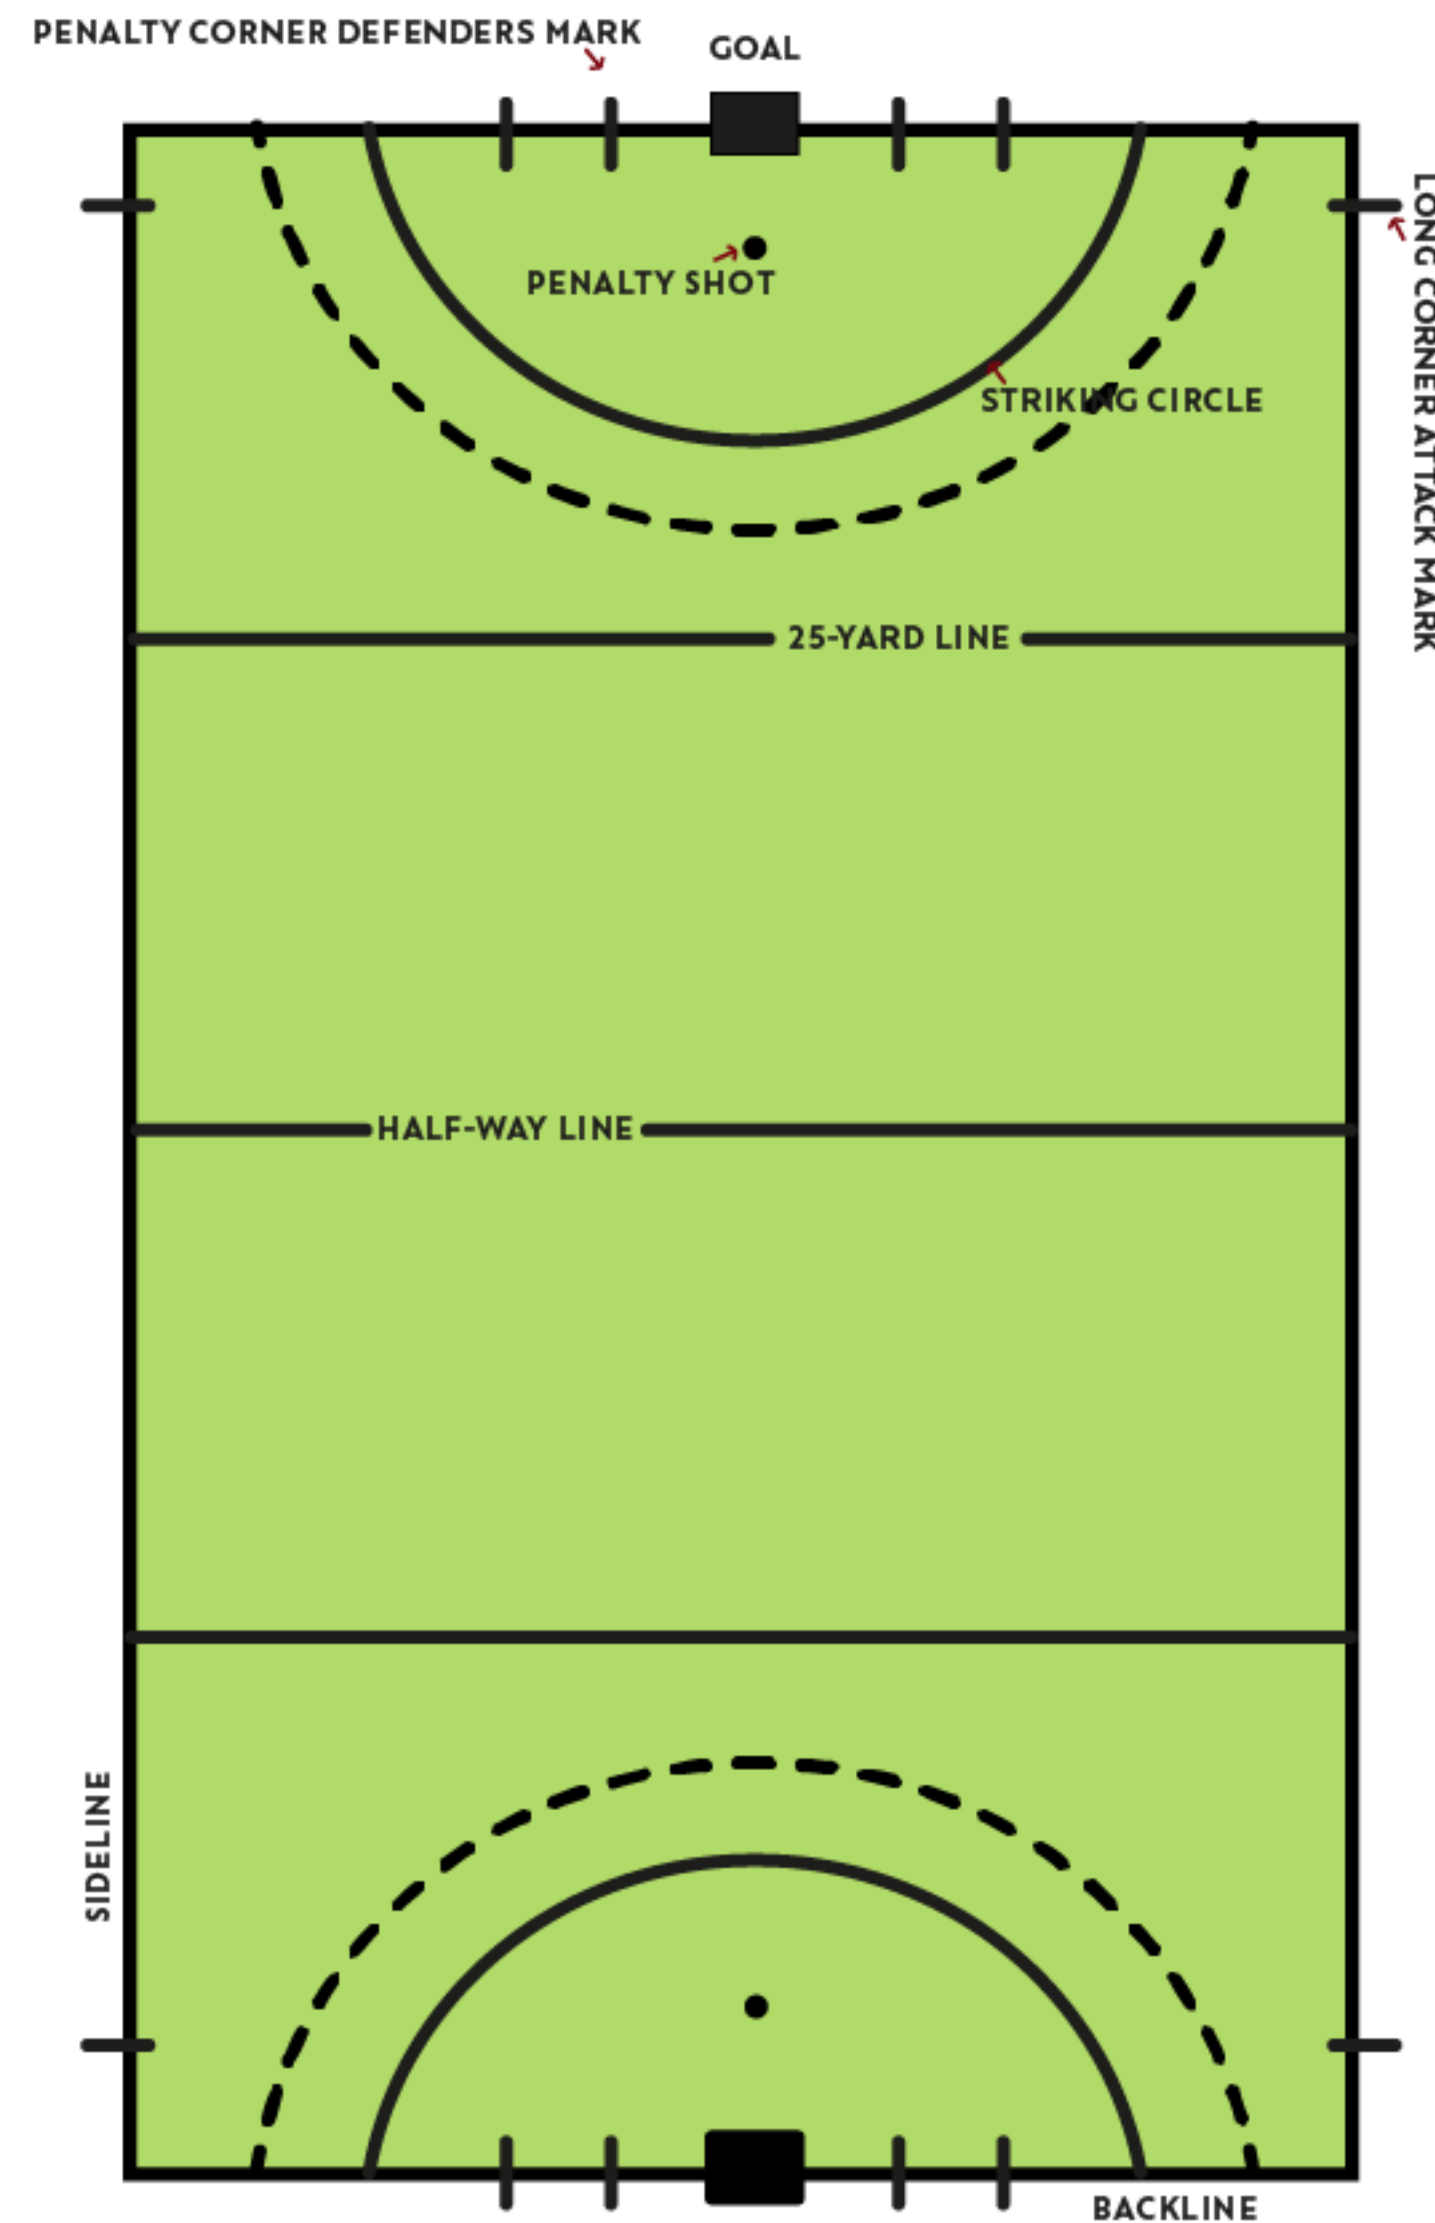 PENALTY CORNER DEFENDERS MARK
GOAL
LONG CORNER ATTACK MARK
PENALTY SHOT
STRIKING CIRCLE
25-YARD LINE
HALF-WAY LINE
SIDELINE
BACKLINE